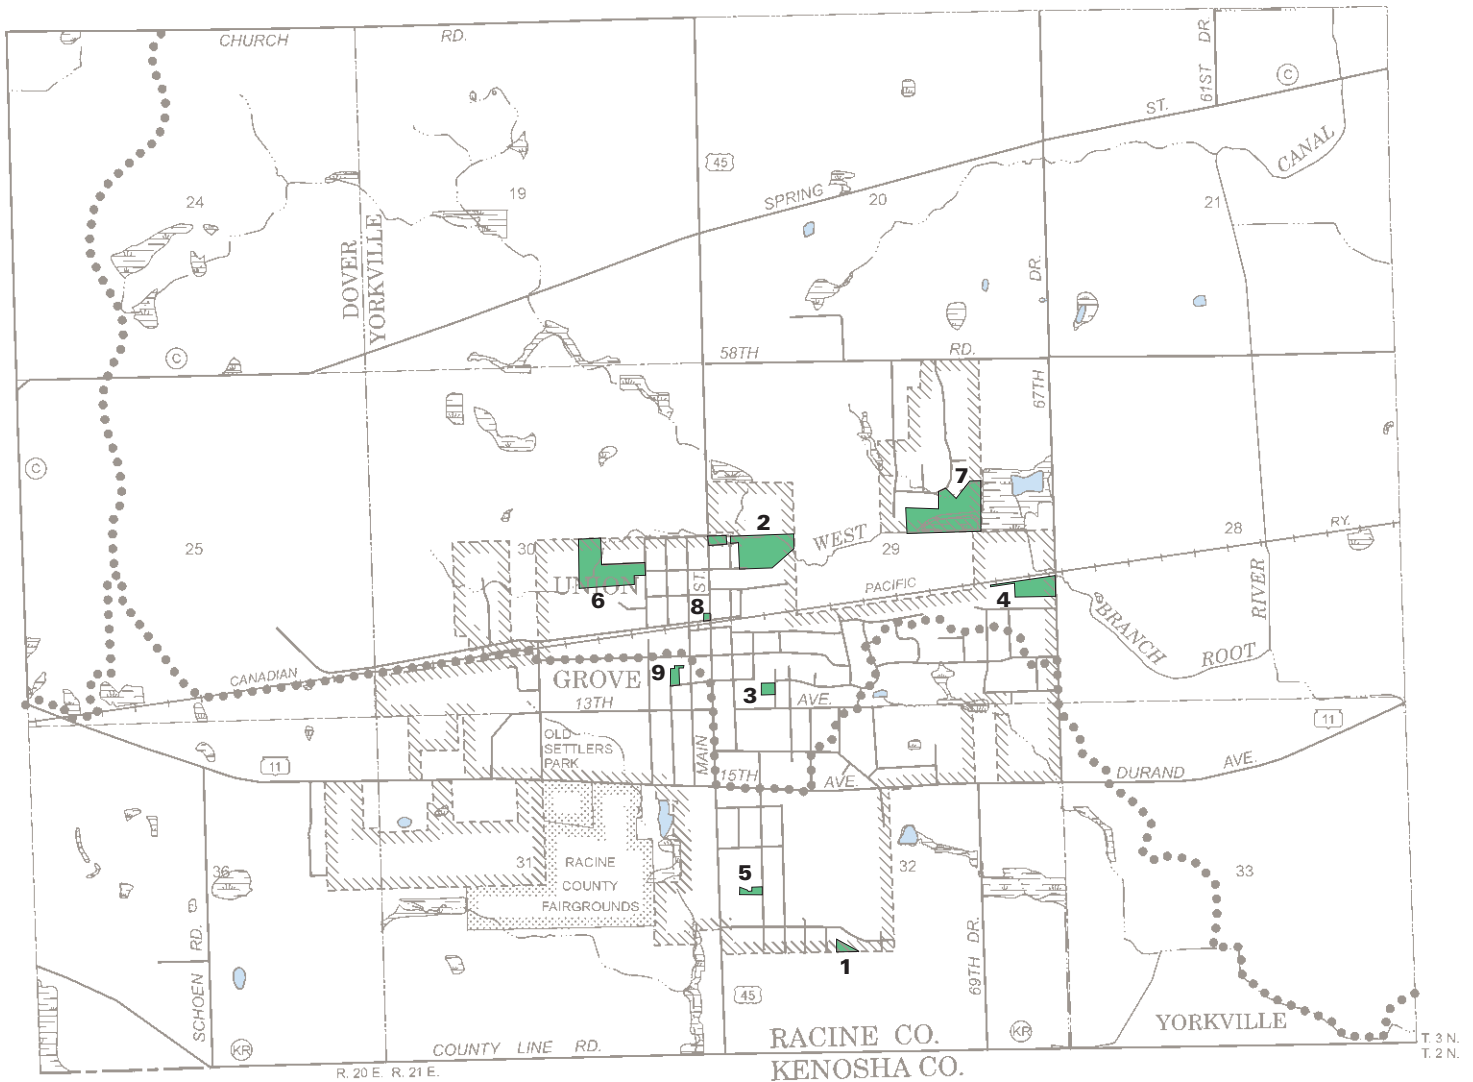 CHURCH RD.
61ST DR.
C
ST.
CANAL
45
SPRING
24
19
20
21
DOVER
YORKVILLE
DR.
C
58TH
RD.
67TH
C
7
2
WEST
28
RY.
25
30
29
UNION
ST.
PACIFIC
6
8
4
BRANCH
RIVER
ROOT
CANADIAN
9
GROVE
3
13TH
AVE.
11
OLD
SETTLERS
PARK
MAIN
11
15TH
AVE.
DURAND
AVE.
36
31
RACINE
COUNTY
FAIRGROUNDS
5
32
33
SCHOEN RD.
69TH DR.
1
45
KR
COUNTY LINE RD.
RACINE CO.
KENOSHA CO.
KR
YORKVILLE
T. 3 N.
T. 2 N.
R. 20 E. R. 21 E.